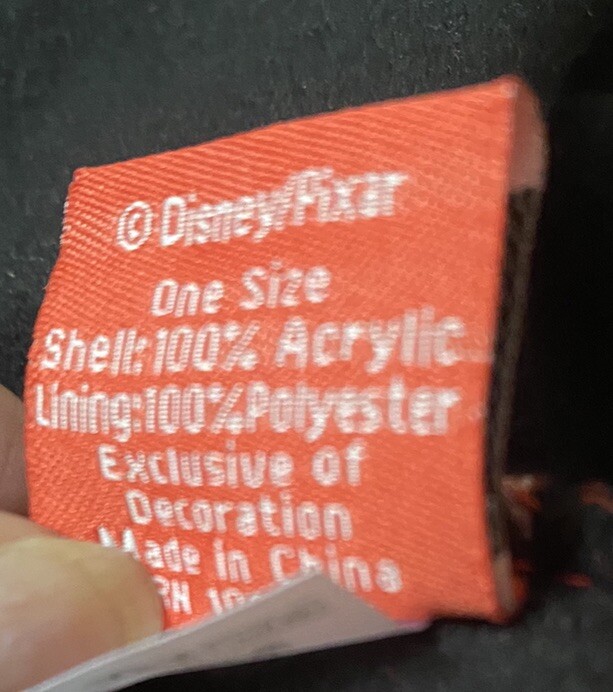 © Disney/Pixar
One Size
Shell: 100% Acrylic
Lining:100%Polyester
Exclusive of
Decoration
Made in China